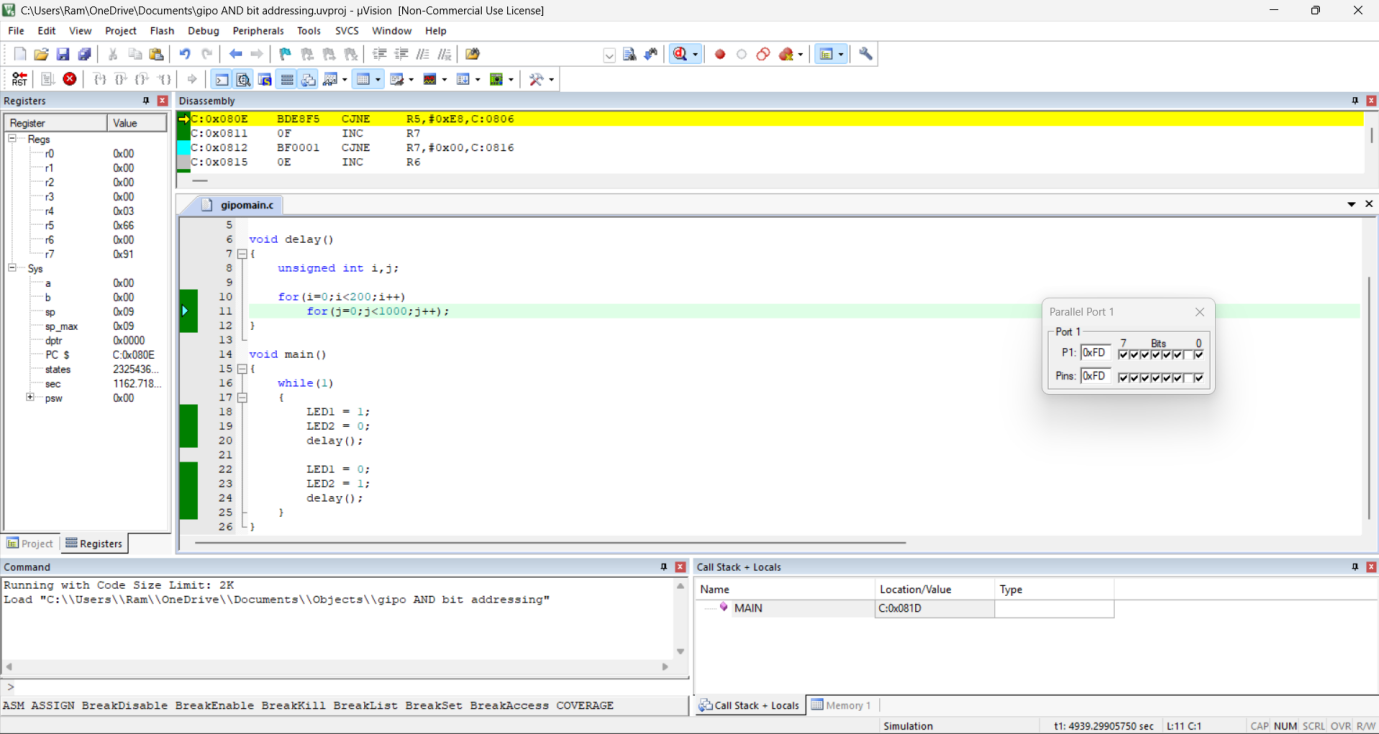 C:\Users\Ram\OneDrive\Documents\gipo AND bit addressing.uvproj - µVision [Non-Commercial Use License]
File Edit View Project Flash Debug Peripherals Tools SVCS Window Help
RST
Registers
Register Value
Regs
r0 0x00
r1 0x00
r2 0x00
r3 0x00
r4 0x03
r5 0x66
r6 0x00
r7 0x91
Sys
a 0x00
b 0x00
sp 0x09
sp_max 0x09
dptr 0x0000
PC $ C:0x080E
states 2325436...
sec 1162.718...
psw 0x00
Project Registers
Disassembly
C:0x080E BDE8F5 CJNE R5,#0xE8,C:0806
C:0x0811 0F INC R7
C:0x0812 BF0001 CJNE R7,#0x00,C:0816
C:0x0815 0E INC R6
gipomain.c
5
6 void delay()
7 {
8 unsigned int i,j;
9
10 for(i=0;i<200;i++)
11 for(j=0;j<1000;j++);
12 }
13
14 void main()
15 {
16 while(1)
17 {
18 LED1 = 1;
19 LED2 = 0;
20 delay();
21
22 LED1 = 0;
23 LED2 = 1;
24 delay();
25 }
26 }
Parallel Port 1
Port 1
7 Bits 0
P1: 0xFD
Pins: 0xFD
Command
Running with Code Size Limit: 2K
Load "C:\\Users\\Ram\\OneDrive\\Documents\\Objects\\gipo AND bit addressing"
>
ASM ASSIGN BreakDisable BreakEnable BreakKill BreakList BreakSet BreakAccess COVERAGE
Call Stack + Locals
Name Location/Value Type
MAIN C:0x081D
Call Stack + Locals Memory 1
Simulation t1: 4939.29905750 sec L:11 C:1 CAP NUM SCRL OVR R/W